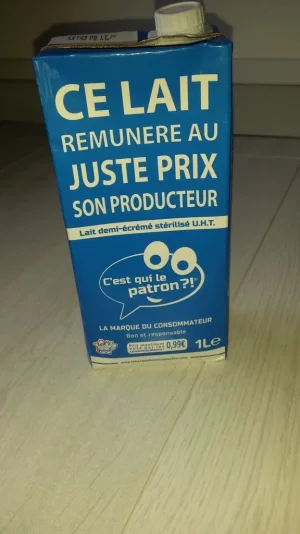 CE LAIT
REMUNERE AU
JUSTE PRIX
SON PRODUCTEUR
Lait demi-écrémé stérilisé U.H.T.
C'est qui le
patron?!
LA MARQUE DU CONSOMMATEUR
Bon et responsable
0,99€
1L℮